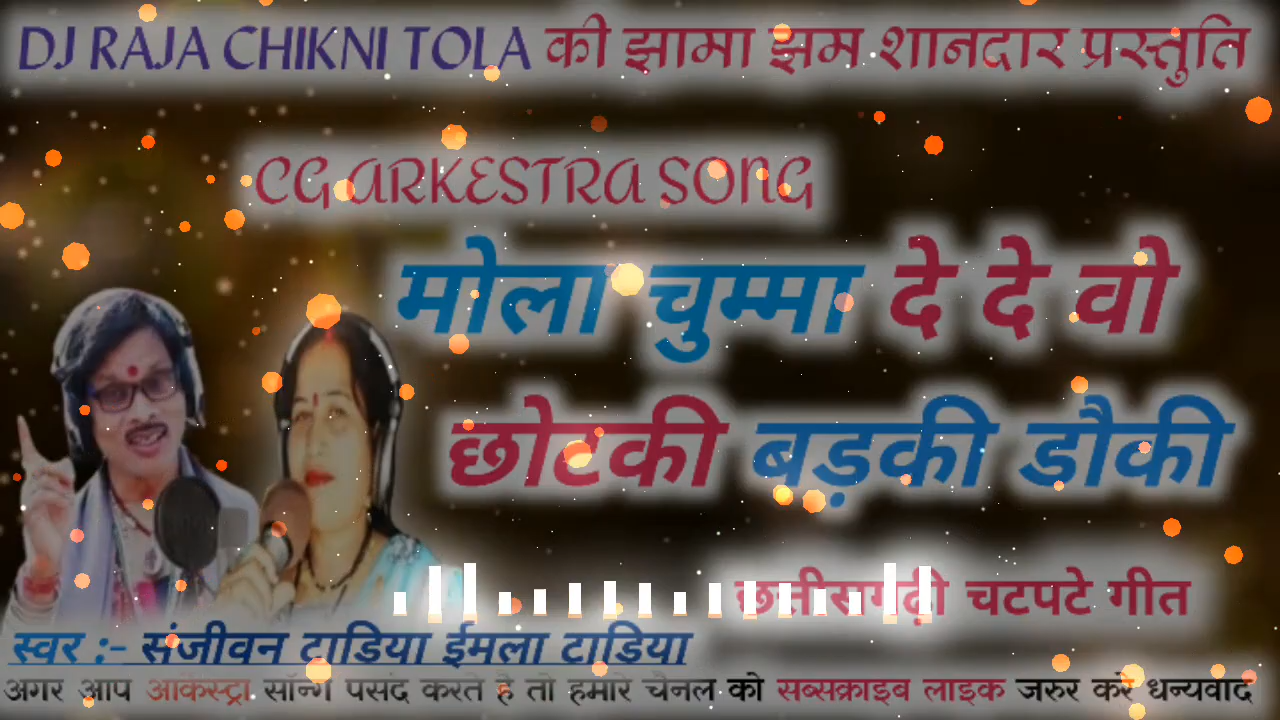 DJ RAJA CHIKNI TOLA की झामा झम शानदार प्रस्तुति
CG ARKESTRA SONG
मोला चुम्मा दे दे वो
छोटकी बड़की डौकी
छत्तीसगढ़ी चटपटे गीत
स्वर :- संजीवन टाडिया ईमला टाडिया
अगर आप आर्केस्ट्रा सॉन्ग पसंद करते है तो हमारे चैनल को सब्सक्राइब लाइक जरुर करे धन्यवाद